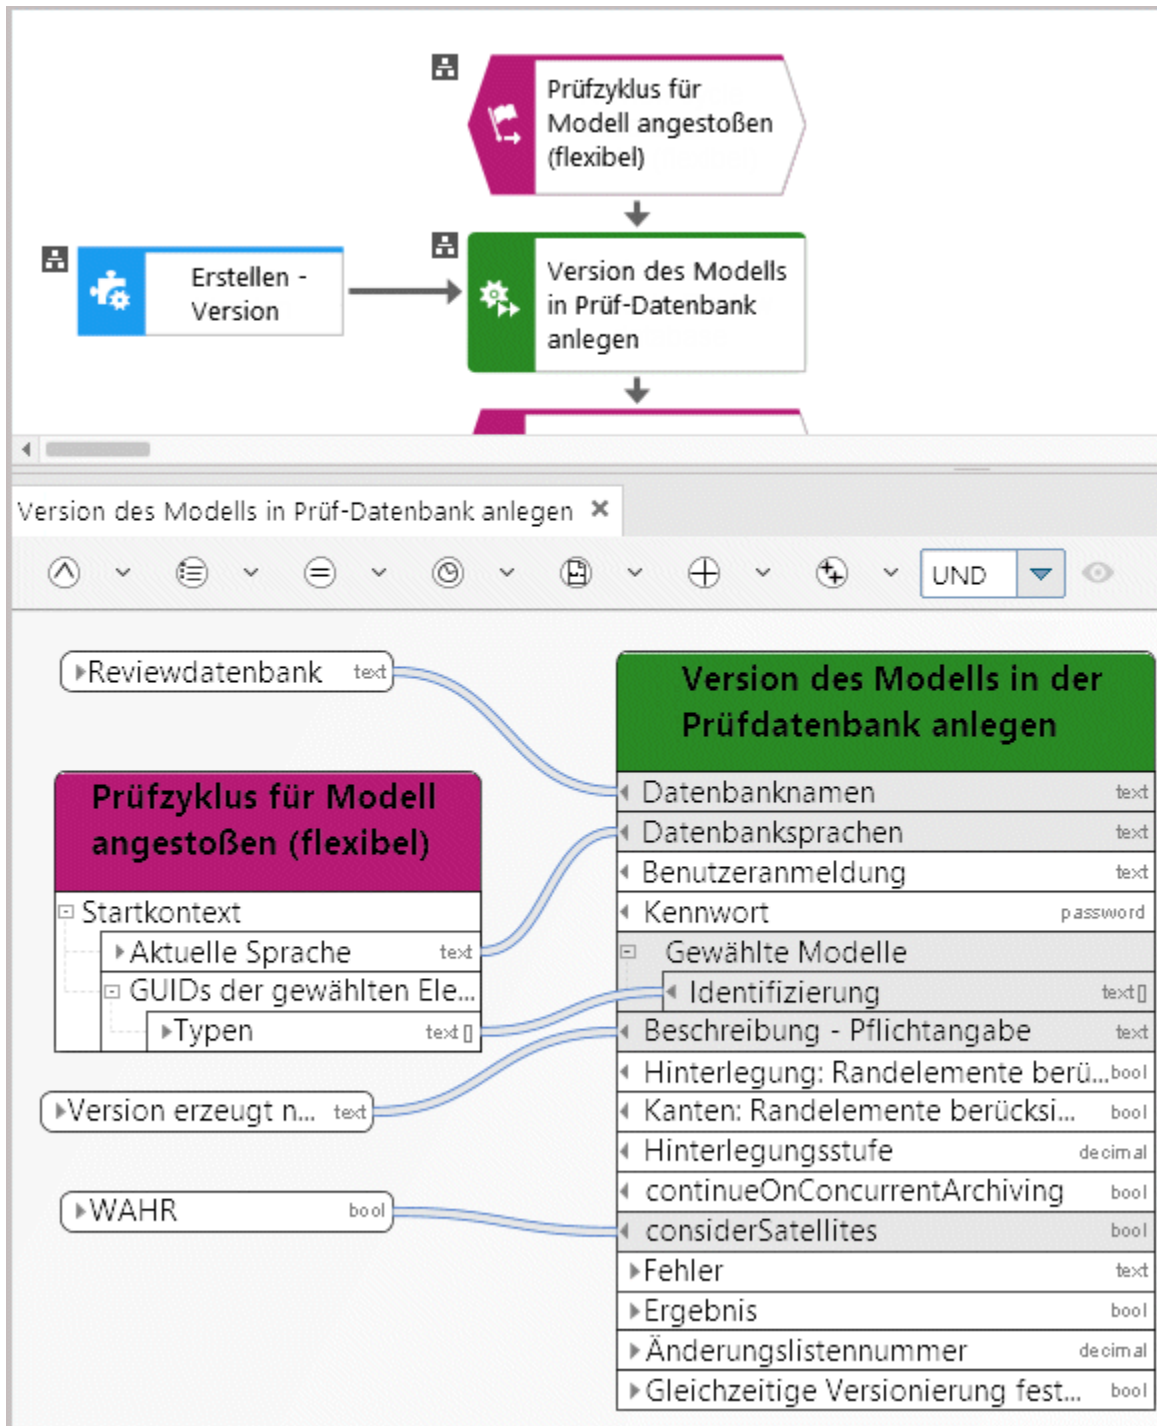 Prüfzyklus für
Modell angestoßen
(flexibel)
Erstellen -
Version
Version des Modells
in Prüf-Datenbank
anlegen
Version des Modells in Prüf-Datenbank anlegen
UND
Reviewdatenbank text
Prüfzyklus für Modell
angestoßen (flexibel)
Startkontext
Aktuelle Sprache text
GUIDs der gewählten Ele...
Typen text []
Version erzeugt n... text
WAHR bool
Version des Modells in der
Prüfdatenbank anlegen
Datenbanknamen text
Datenbanksprachen text
Benutzeranmeldung text
Kennwort password
Gewählte Modelle
Identifizierung text[]
Beschreibung - Pflichtangabe text
Hinterlegung: Randelemente berü... bool
Kanten: Randelemente berücksi... bool
Hinterlegungsstufe decimal
continueOnConcurrentArchiving bool
considerSatellites bool
Fehler text
Ergebnis bool
Änderungslistennummer decimal
Gleichzeitige Versionierung fest... bool